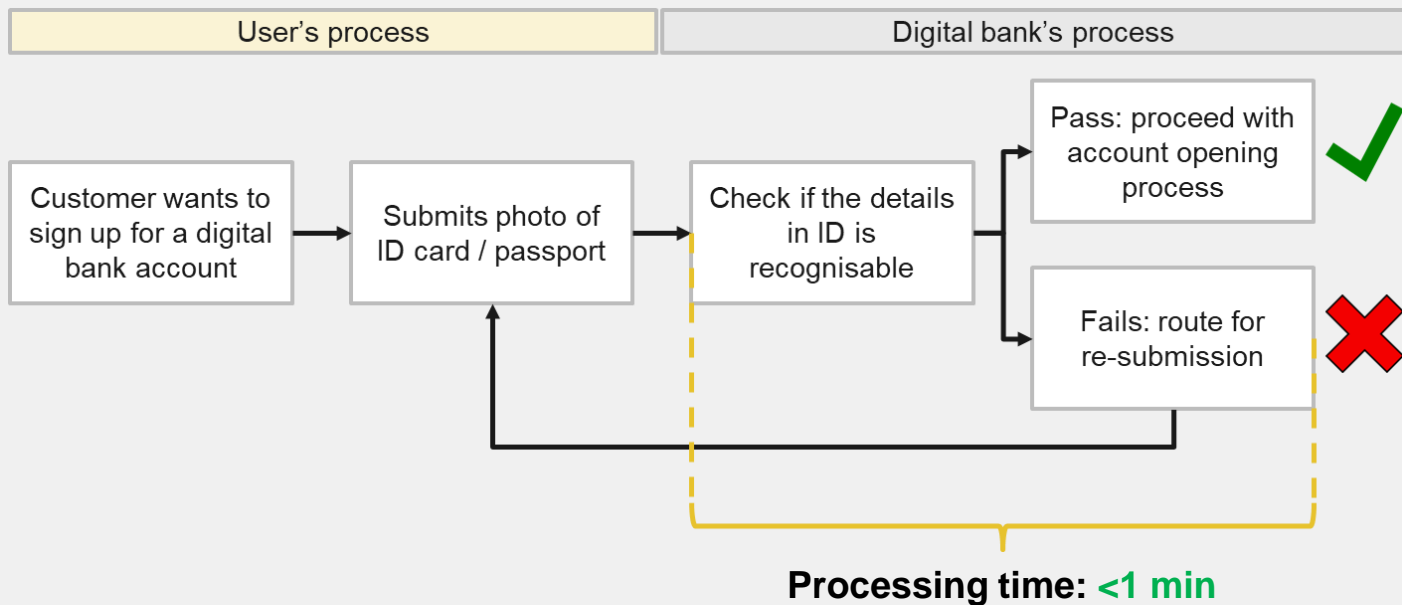 User's process
Digital bank's process
Customer wants to
sign up for a digital
bank account
Submits photo of
ID card / passport
Check if the details
in ID is
recognisable
Pass: proceed with
account opening
process
Fails: route for
re-submission
Processing time: <1 min